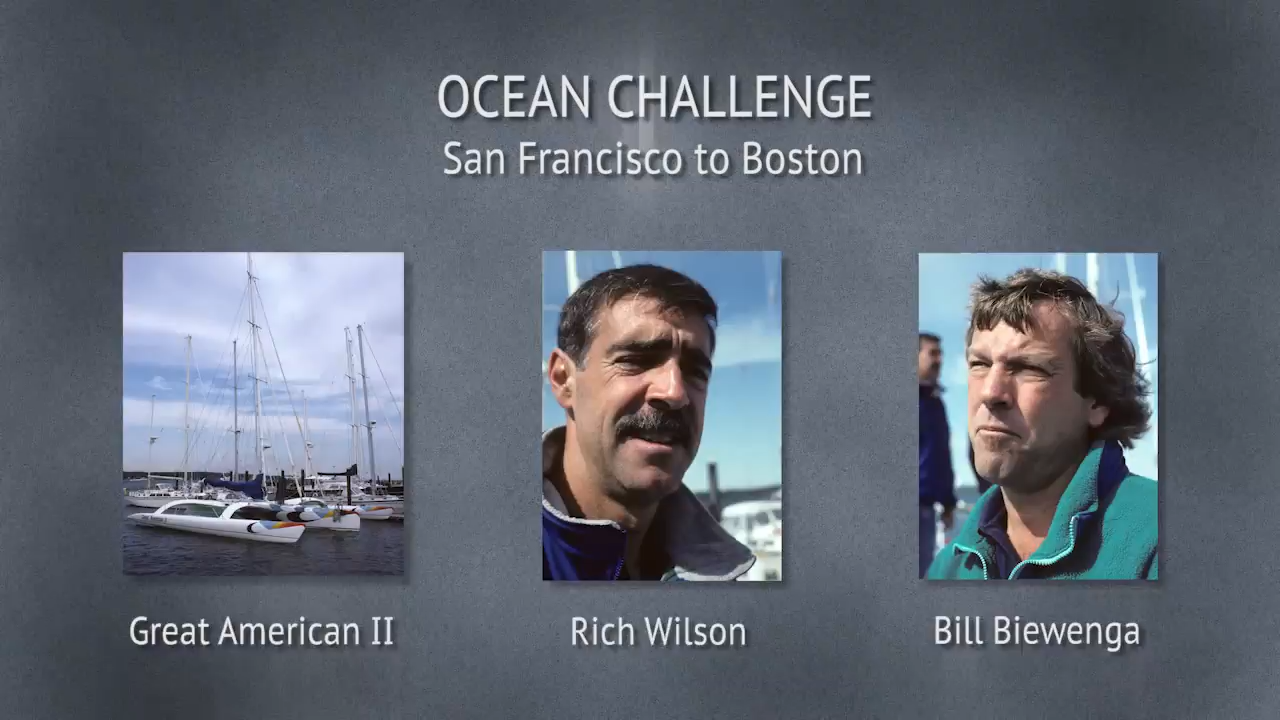 OCEAN CHALLENGE
San Francisco to Boston
Great American II
Rich Wilson
Bill Biewenga